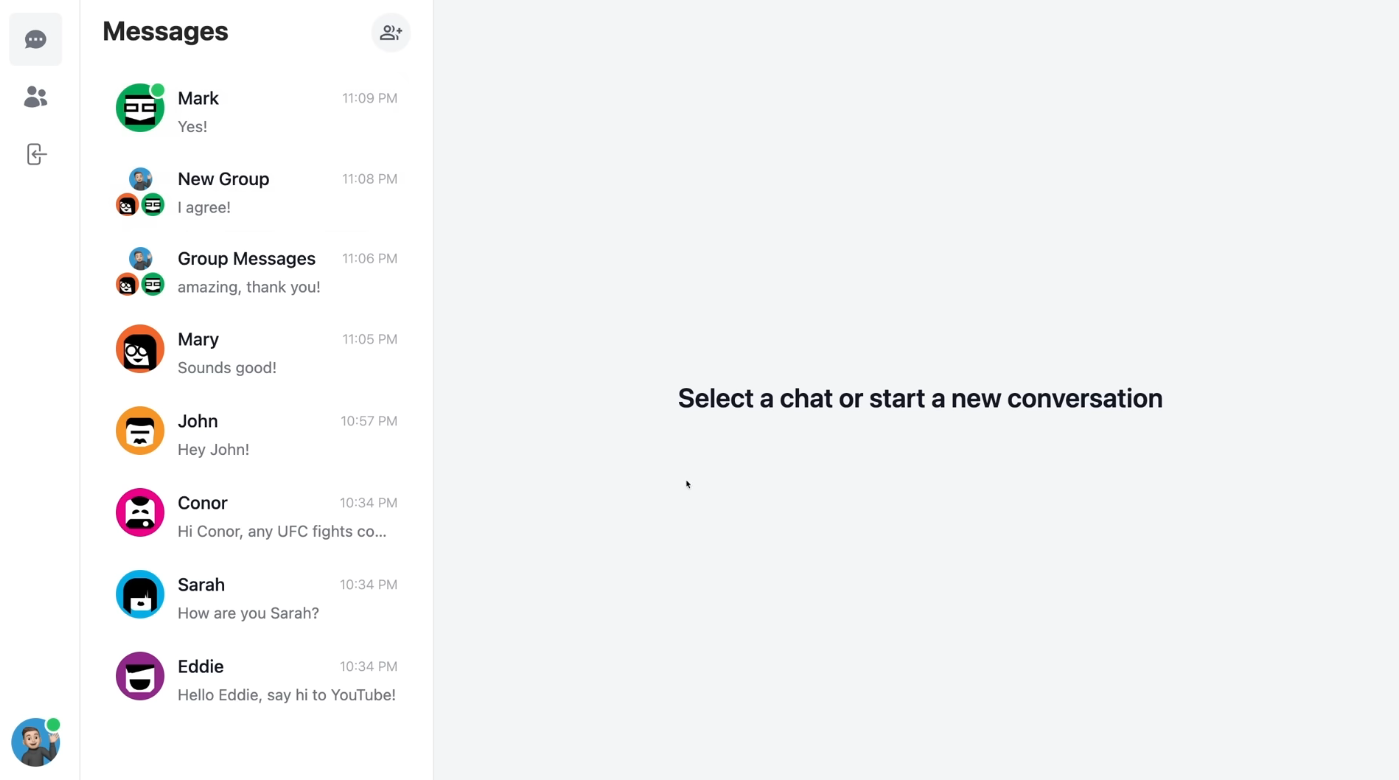 Messages
Mark 11:09 PM
Yes!
New Group 11:08 PM
I agree!
Group Messages 11:06 PM
amazing, thank you!
Mary 11:05 PM
Sounds good!
John 10:57 PM
Hey John!
Conor 10:34 PM
Hi Conor, any UFC fights co...
Sarah 10:34 PM
How are you Sarah?
Eddie 10:34 PM
Hello Eddie, say hi to YouTube!
Select a chat or start a new conversation